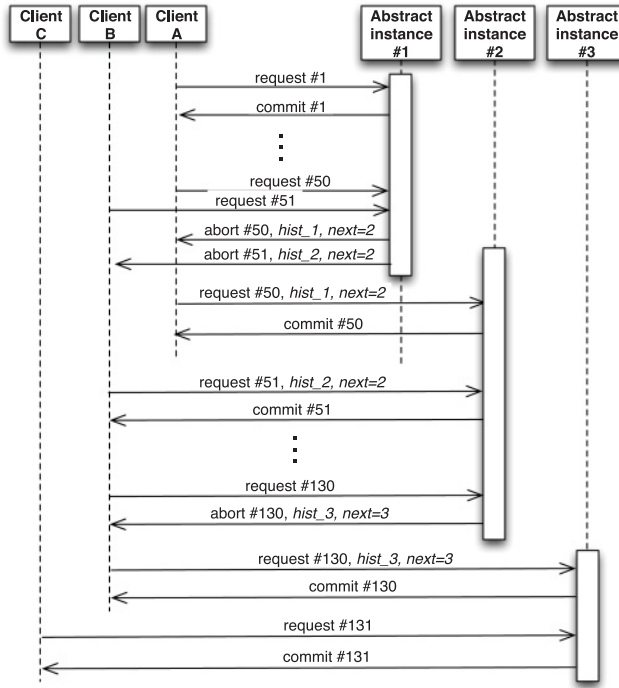 Client
C
Client
B
Client
A
Abstract
instance
#1
Abstract
instance
#2
Abstract
instance
#3
request #1
commit #1
request #50
request #51
abort #50, hist_1, next=2
abort #51, hist_2, next=2
request #50, hist_1, next=2
commit #50
request #51, hist_2, next=2
commit #51
request #130
abort #130, hist_3, next=3
request #130, hist_3, next=3
commit #130
request #131
commit #131